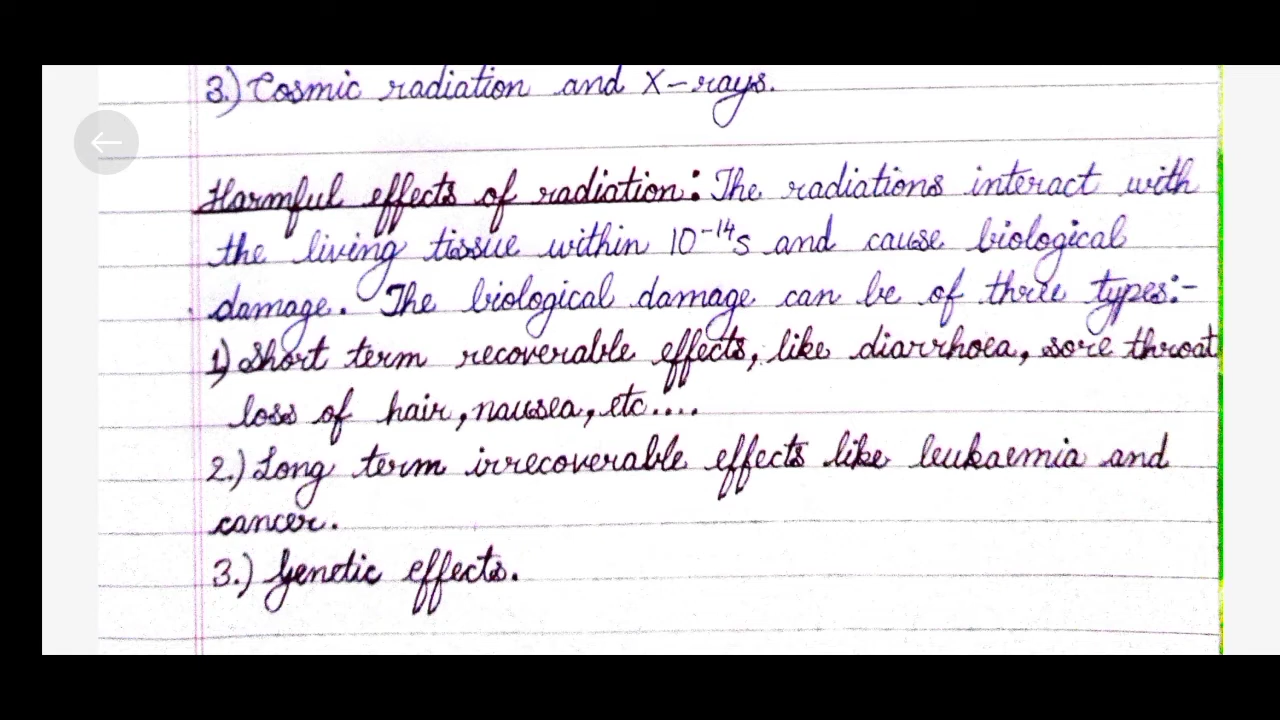 3.) Cosmic radiation and X-rays.
Harmful effects of radiation: The radiations interact with
the living tissue within 10⁻¹⁴s and cause biological
damage. The biological damage can be of three types:-
1) Short term recoverable effects, like diarrhoea, sore throat
loss of hair, nausea, etc....
2.) Long term irrecoverable effects like leukaemia and
cancer.
3.) Genetic effects.